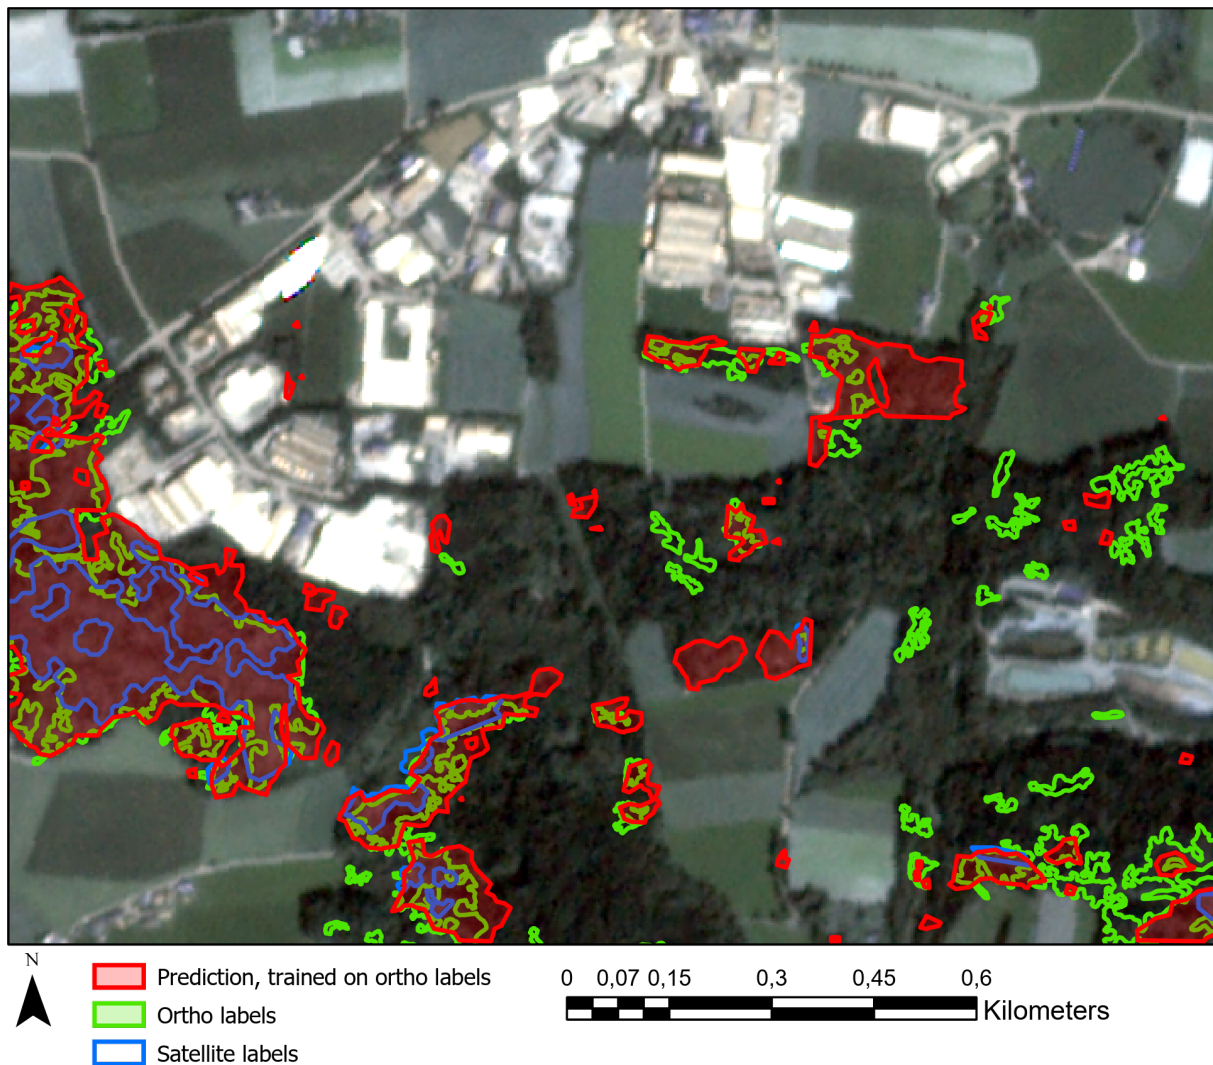 N
Prediction, trained on ortho labels
Ortho labels
Satellite labels
0 0,07 0,15 0,3 0,45 0,6
Kilometers